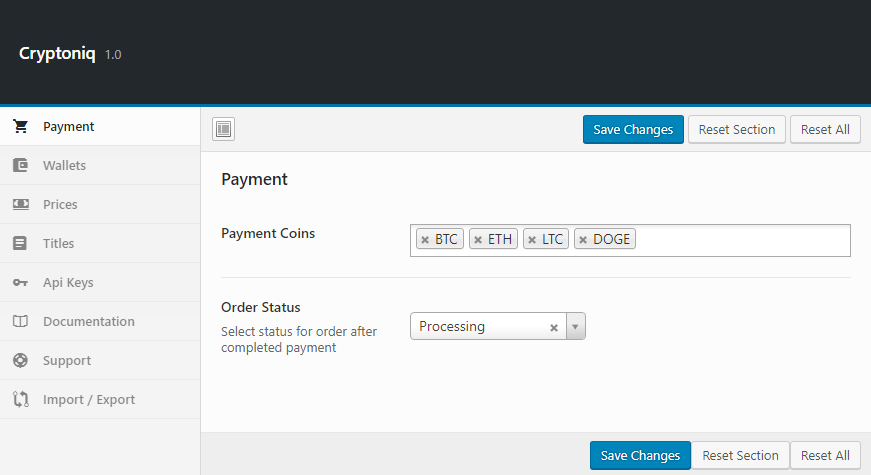 Cryptoniq 1.0
Payment
Wallets
Prices
Titles
Api Keys
Documentation
Support
Import / Export
Save Changes Reset Section Reset All
Payment
Payment Coins
× BTC × ETH × LTC × DOGE
Order Status
Select status for order after
completed payment
Processing ×
Save Changes Reset Section Reset All